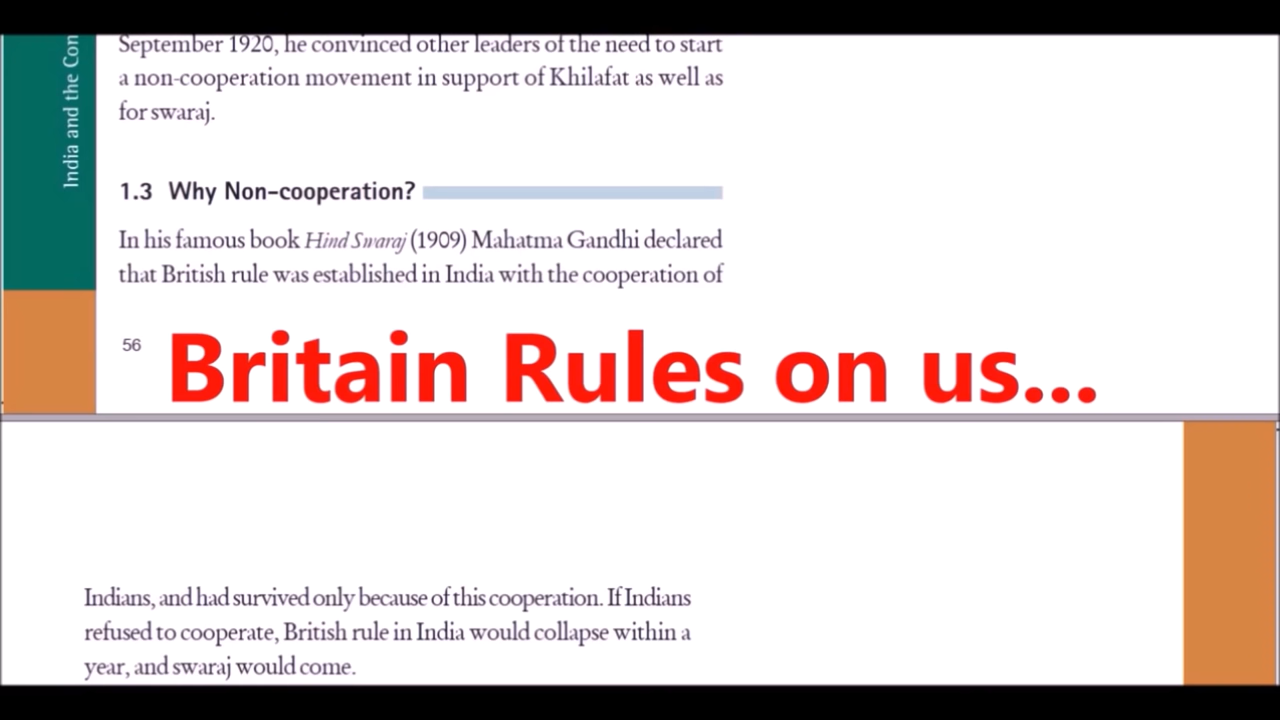 India and the Con
September 1920, he convinced other leaders of the need to start
a non-cooperation movement in support of Khilafat as well as
for swaraj.
1.3 Why Non-cooperation?
In his famous book Hind Swaraj (1909) Mahatma Gandhi declared
that British rule was established in India with the cooperation of
56
Britain Rules on us...
Indians, and had survived only because of this cooperation. If Indians
refused to cooperate, British rule in India would collapse within a
year, and swaraj would come.